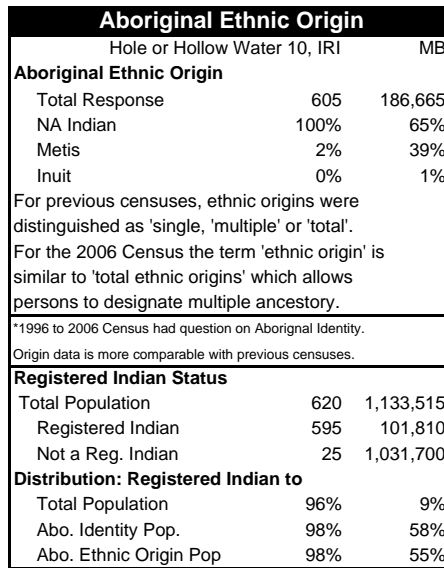 Aboriginal Ethnic Origin
Hole or Hollow Water 10, IRI MB
Aboriginal Ethnic Origin
Total Response 605 186,665
NA Indian 100% 65%
Metis 2% 39%
Inuit 0% 1%
For previous censuses, ethnic origins were
distinguished as 'single, 'multiple' or 'total'.
For the 2006 Census the term 'ethnic origin' is
similar to 'total ethnic origins' which allows
persons to designate multiple ancestory.
*1996 to 2006 Census had question on Aborignal Identity.
Origin data is more comparable with previous censuses.
Registered Indian Status
Total Population 620 1,133,515
Registered Indian 595 101,810
Not a Reg. Indian 25 1,031,700
Distribution: Registered Indian to
Total Population 96% 9%
Abo. Identity Pop. 98% 58%
Abo. Ethnic Origin Pop 98% 55%